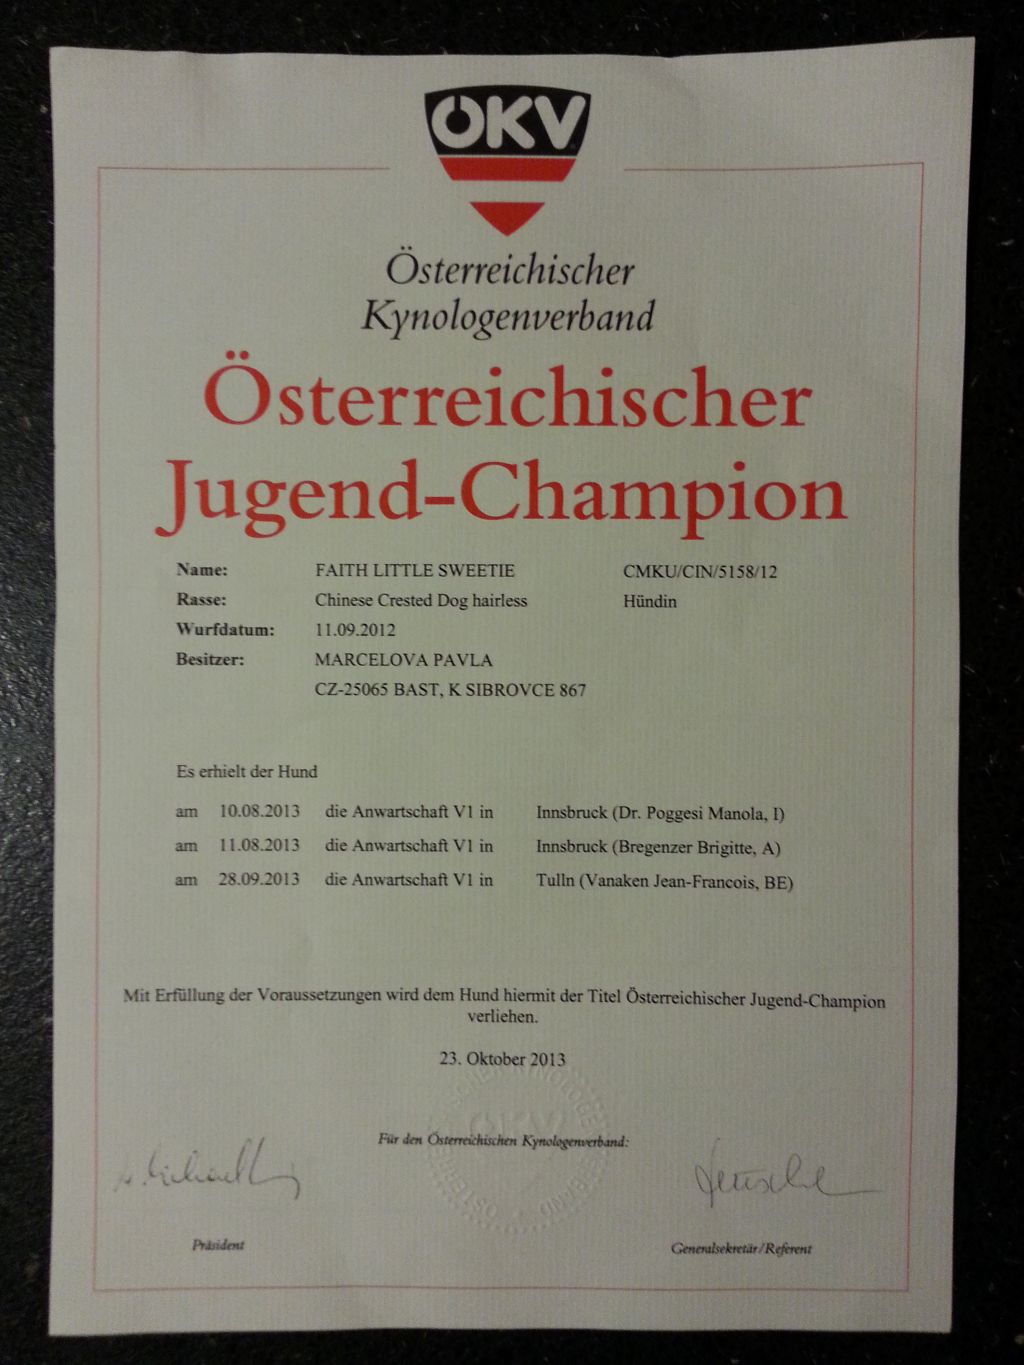 ÖKV
Österreichischer
Kynologenverband
Österreichischer
Jugend-Champion
Name: FAITH LITTLE SWEETIE CMKU/CIN/5158/12
Rasse: Chinese Crested Dog hairless Hündin
Wurfdatum: 11.09.2012
Besitzer: MARCELOVA PAVLA
CZ-25065 BAST, K SIBROVCE 867
Es erhielt der Hund
am 10.08.2013 die Anwartschaft V1 in Innsbruck (Dr. Poggesi Manola, I)
am 11.08.2013 die Anwartschaft V1 in Innsbruck (Bregenzer Brigitte, A)
am 28.09.2013 die Anwartschaft V1 in Tulln (Vanaken Jean-Francois, BE)
Mit Erfüllung der Voraussetzungen wird dem Hund hiermit der Titel Österreichischer Jugend-Champion
verliehen.
23. Oktober 2013
Für den Österreichischen Kynologenverband:
Präsident
Generalsekretär/Referent